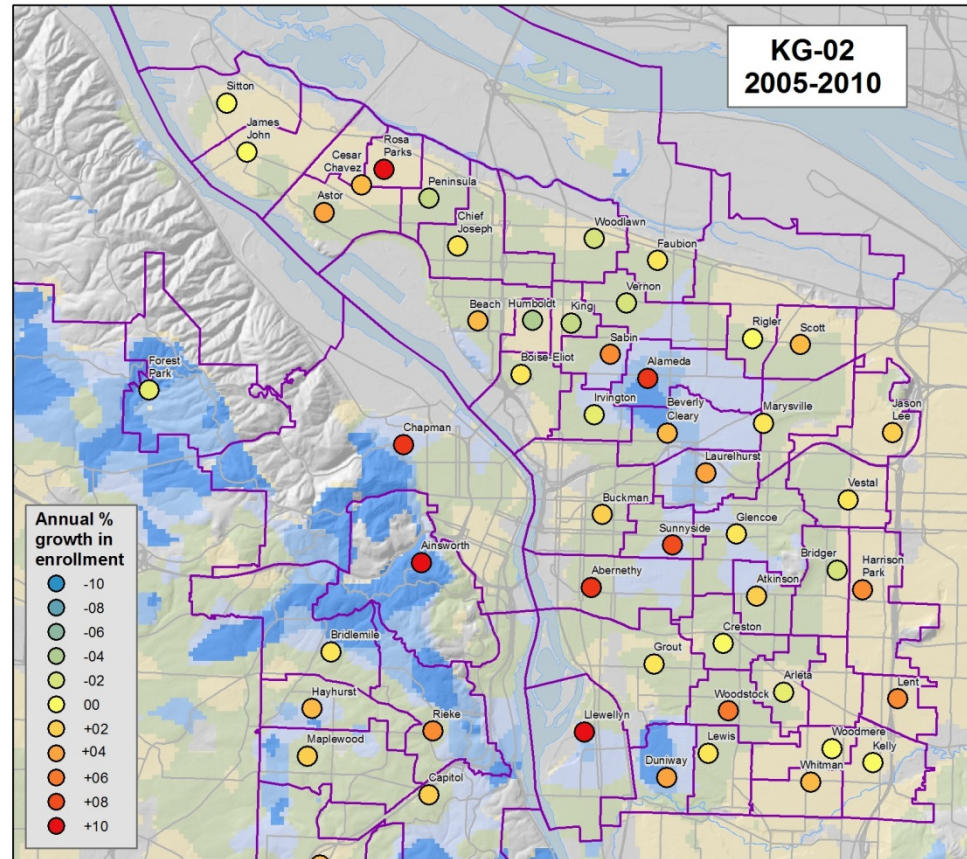 KG-02
2005-2010
Sitton
James
John
Cesar
Chavez
Rosa
Parks
Astor
Peninsula
Chief
Joseph
Woodlawn
Faubion
Vernon
Beach
Humboldt
King
Rigler
Scott
Sabin
Boise-Eliot
Alameda
Forest
Park
Irvington
Beverly
Cleary
Marysville
Jason
Lee
Chapman
Laurelhurst
Vestal
Buckman
Glencoe
Sunnyside
Bridger
Harrison
Park
Ainsworth
Abernethy
Atkinson
Creston
Bridlemile
Grout
Arleta
Lent
Hayhurst
Woodstock
Rieke
Llewellyn
Maplewood
Lewis
Woodmere
Kelly
Duniway
Whitman
Capitol
Annual %
growth in
enrollment
-10
-08
-06
-04
-02
00
+02
+04
+06
+08
+10